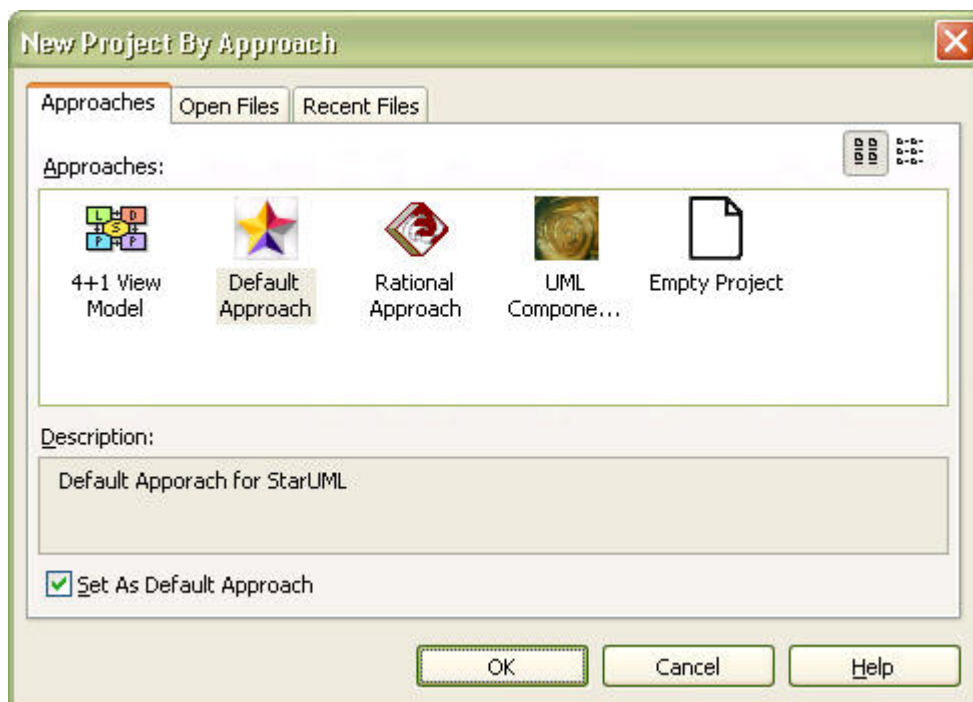 New Project By Approach
Approaches
Open Files
Recent Files
Approaches:
L D
S
P P
4+1 View
Model
Default
Approach
Rational
Approach
UML
Compone...
Empty Project
Description:
Default Apporach for StarUML
Set As Default Approach
OK
Cancel
Help